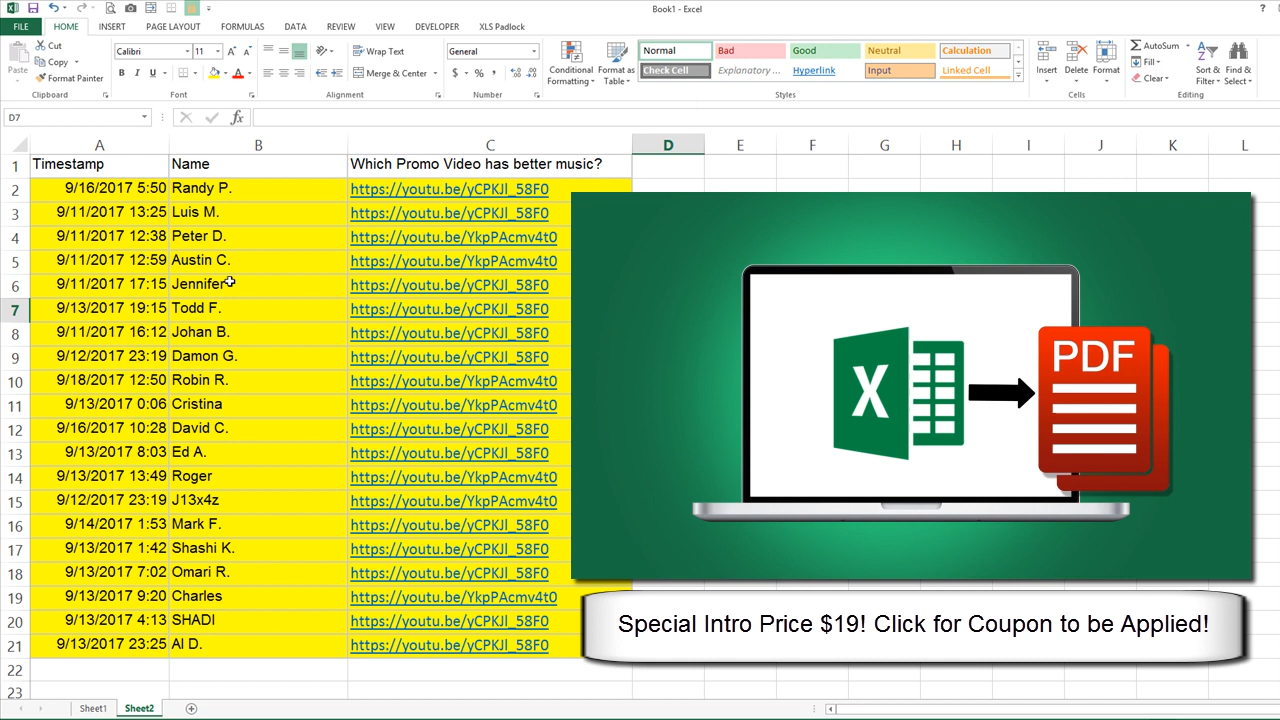 Book1 - Excel
?
FILE HOME INSERT PAGE LAYOUT FORMULAS DATA REVIEW VIEW DEVELOPER XLS Padlock
Paste
Cut
Copy
Format Painter
Clipboard
Calibri 11
B I U
A
Font
Wrap Text
Merge & Center
Alignment
General
$ % ,
Number
Conditional Formatting
Format as Table
Normal Bad Good Neutral Calculation
Check Cell Explanatory ... Hyperlink Input Linked Cell
Styles
Insert Delete Format
Cells
AutoSum
Fill
Clear
Sort & Filter
Find & Select
Editing
D7
fx
A B C D E F G H I J K L
1 Timestamp Name Which Promo Video has better music?
2 9/16/2017 5:50 Randy P. https://youtu.be/yCPKJl_58F0
3 9/11/2017 13:25 Luis M. https://youtu.be/yCPKJl_58F0
4 9/11/2017 12:38 Peter D. https://youtu.be/YkpPAcmv4t0
5 9/11/2017 12:59 Austin C. https://youtu.be/YkpPAcmv4t0
6 9/11/2017 17:15 Jennifer https://youtu.be/yCPKJl_58F0
7 9/13/2017 19:15 Todd F. https://youtu.be/yCPKJl_58F0
8 9/11/2017 16:12 Johan B. https://youtu.be/yCPKJl_58F0
9 9/12/2017 23:19 Damon G. https://youtu.be/yCPKJl_58F0
10 9/18/2017 12:50 Robin R. https://youtu.be/YkpPAcmv4t0
11 9/13/2017 0:06 Cristina https://youtu.be/YkpPAcmv4t0
12 9/16/2017 10:28 David C. https://youtu.be/yCPKJl_58F0
13 9/13/2017 8:03 Ed A. https://youtu.be/yCPKJl_58F0
14 9/13/2017 13:49 Roger https://youtu.be/YkpPAcmv4t0
15 9/12/2017 23:19 J13x4z https://youtu.be/YkpPAcmv4t0
16 9/14/2017 1:53 Mark F. https://youtu.be/yCPKJl_58F0
17 9/13/2017 1:42 Shashi K. https://youtu.be/yCPKJl_58F0
18 9/13/2017 7:02 Omari R. https://youtu.be/yCPKJl_58F0
19 9/13/2017 9:20 Charles https://youtu.be/YkpPAcmv4t0
20 9/13/2017 4:13 SHADI https://youtu.be/yCPKJl_58F0
21 9/13/2017 23:25 Al D. https://youtu.be/yCPKJl_58F0
22
23
X
PDF
Special Intro Price $19! Click for Coupon to be Applied!
Sheet1 Sheet2